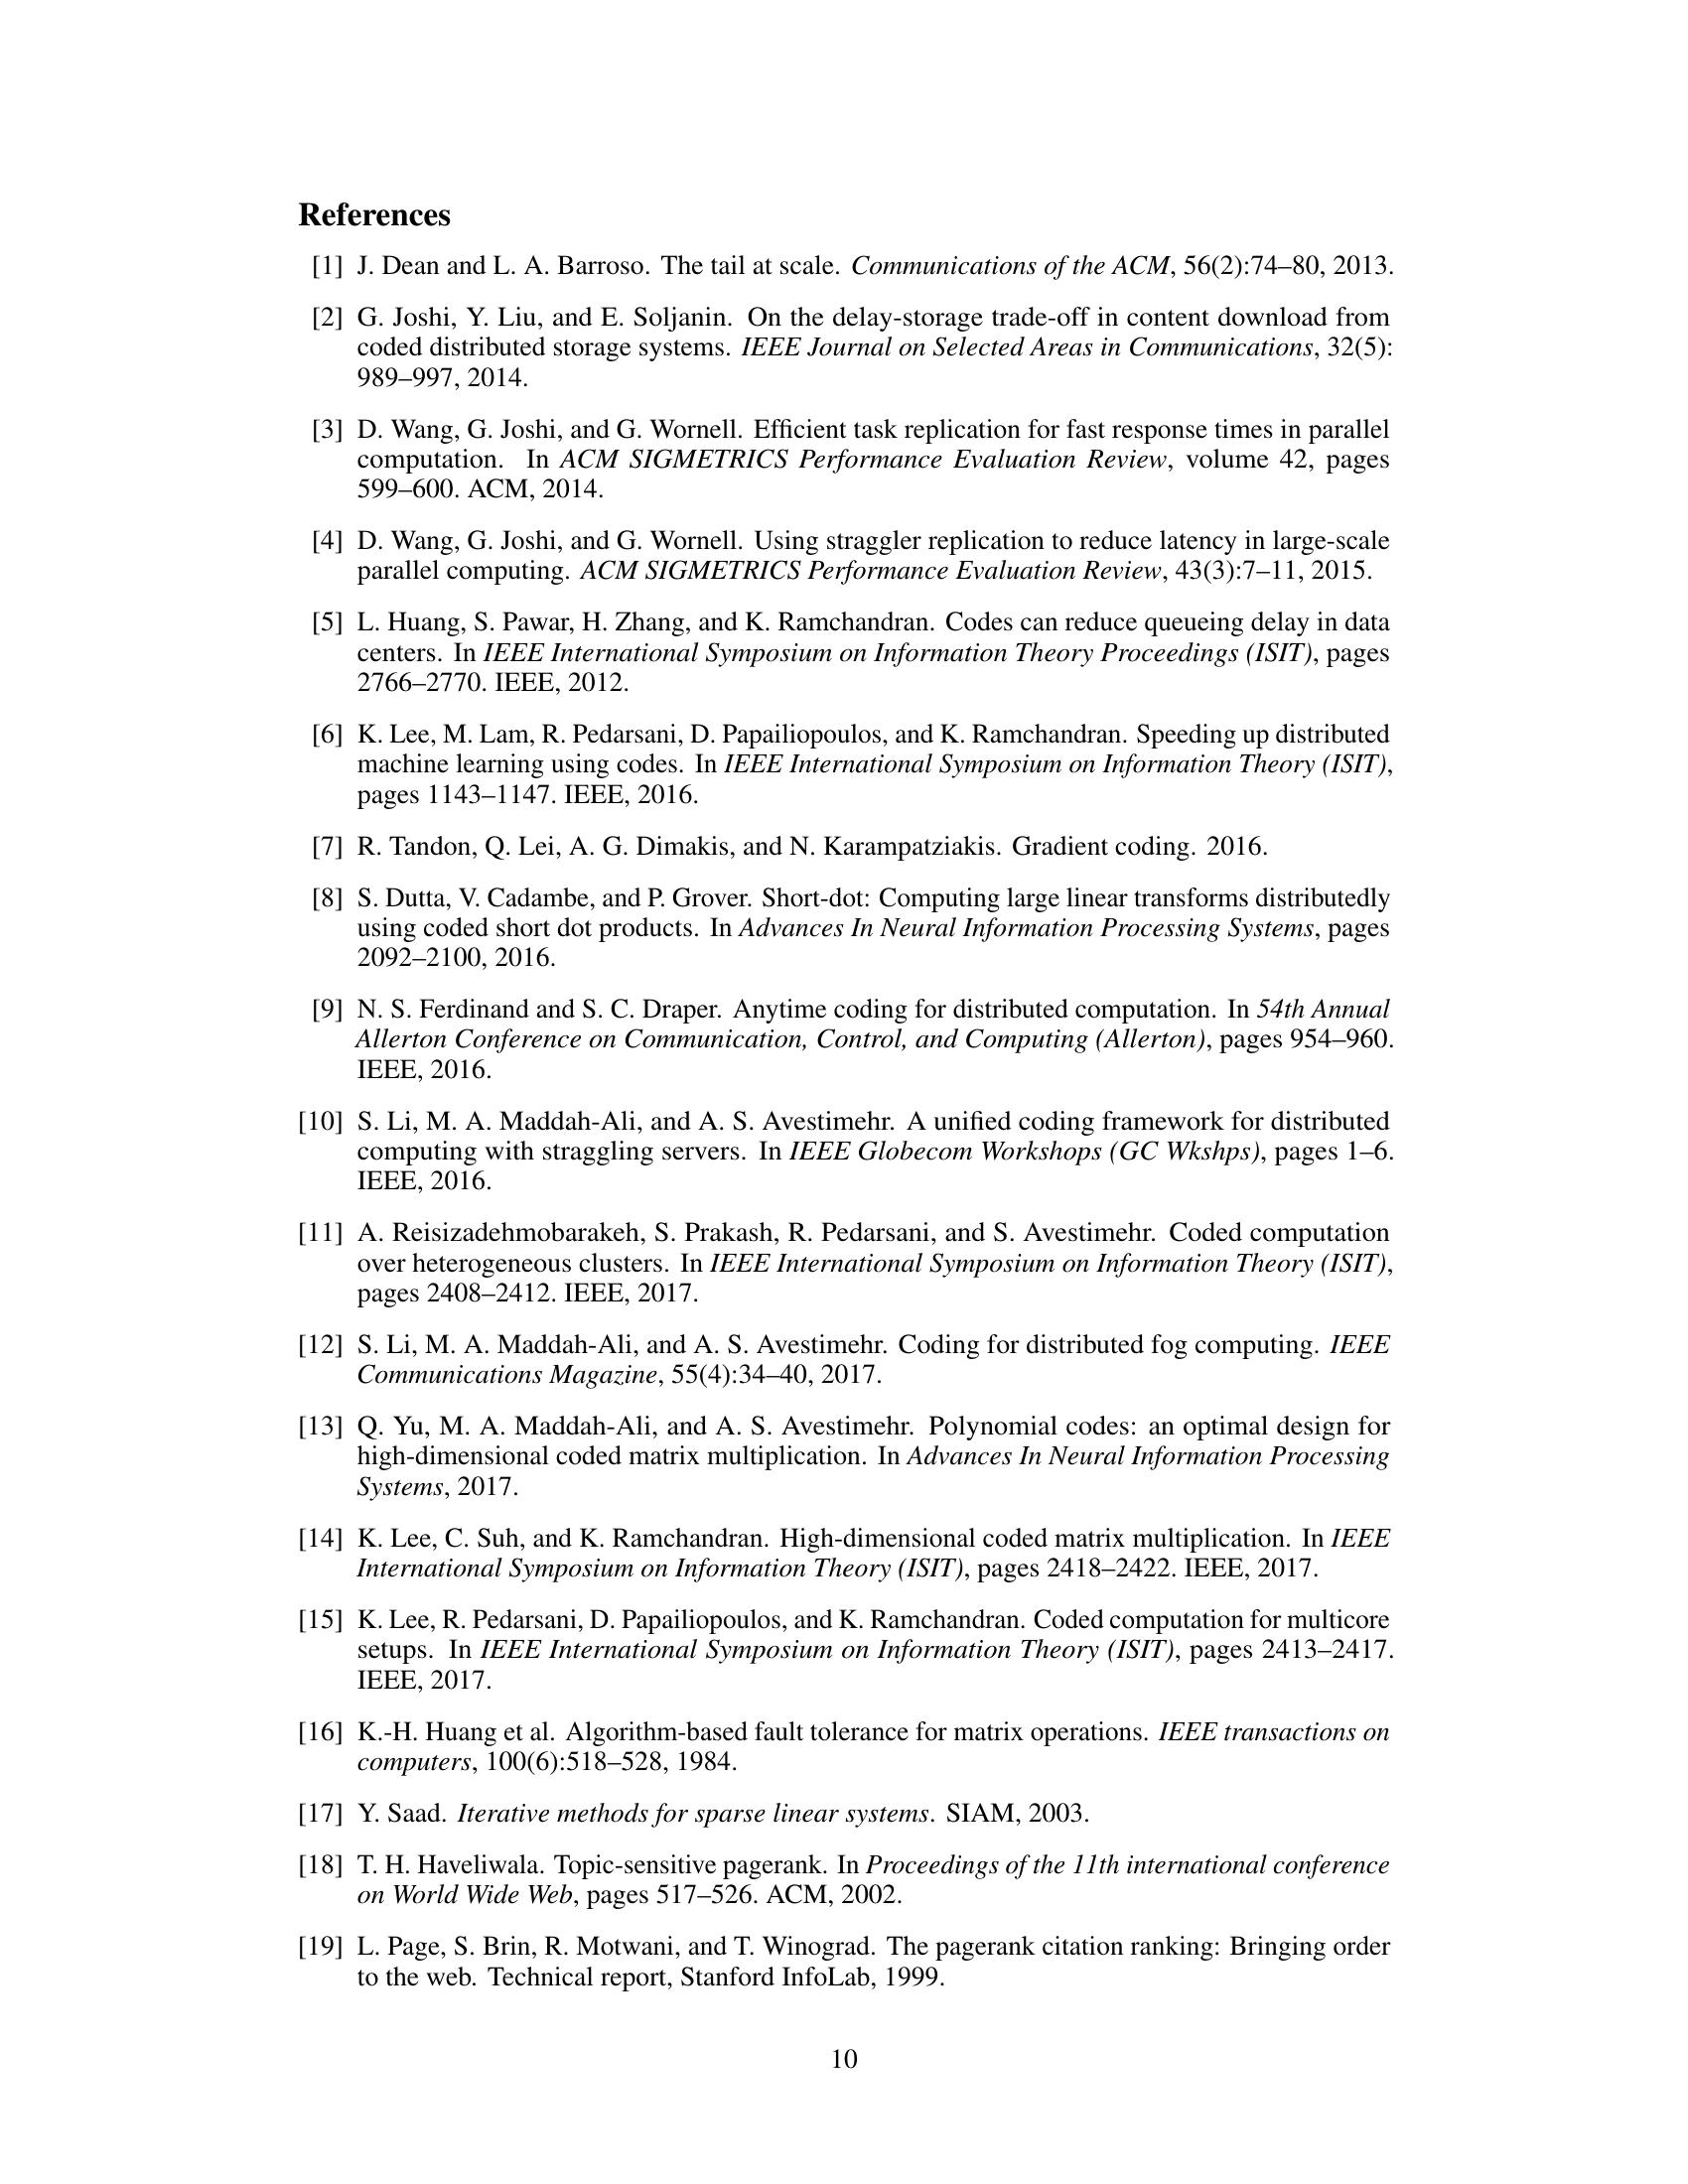 References
[1] J. Dean and L. A. Barroso. The tail at scale. Communications of the ACM, 56(2):74–80, 2013.
[2] G. Joshi, Y. Liu, and E. Soljanin. On the delay-storage trade-off in content download from
coded distributed storage systems. IEEE Journal on Selected Areas in Communications, 32(5):
989–997, 2014.
[3] D. Wang, G. Joshi, and G. Wornell. Efficient task replication for fast response times in parallel
computation. In ACM SIGMETRICS Performance Evaluation Review, volume 42, pages
599–600. ACM, 2014.
[4] D. Wang, G. Joshi, and G. Wornell. Using straggler replication to reduce latency in large-scale
parallel computing. ACM SIGMETRICS Performance Evaluation Review, 43(3):7–11, 2015.
[5] L. Huang, S. Pawar, H. Zhang, and K. Ramchandran. Codes can reduce queueing delay in data
centers. In IEEE International Symposium on Information Theory Proceedings (ISIT), pages
2766–2770. IEEE, 2012.
[6] K. Lee, M. Lam, R. Pedarsani, D. Papailiopoulos, and K. Ramchandran. Speeding up distributed
machine learning using codes. In IEEE International Symposium on Information Theory (ISIT),
pages 1143–1147. IEEE, 2016.
[7] R. Tandon, Q. Lei, A. G. Dimakis, and N. Karampatziakis. Gradient coding. 2016.
[8] S. Dutta, V. Cadambe, and P. Grover. Short-dot: Computing large linear transforms distributedly
using coded short dot products. In Advances In Neural Information Processing Systems, pages
2092–2100, 2016.
[9] N. S. Ferdinand and S. C. Draper. Anytime coding for distributed computation. In 54th Annual
Allerton Conference on Communication, Control, and Computing (Allerton), pages 954–960.
IEEE, 2016.
[10] S. Li, M. A. Maddah-Ali, and A. S. Avestimehr. A unified coding framework for distributed
computing with straggling servers. In IEEE Globecom Workshops (GC Wkshps), pages 1–6.
IEEE, 2016.
[11] A. Reisizadehmobarakeh, S. Prakash, R. Pedarsani, and S. Avestimehr. Coded computation
over heterogeneous clusters. In IEEE International Symposium on Information Theory (ISIT),
pages 2408–2412. IEEE, 2017.
[12] S. Li, M. A. Maddah-Ali, and A. S. Avestimehr. Coding for distributed fog computing. IEEE
Communications Magazine, 55(4):34–40, 2017.
[13] Q. Yu, M. A. Maddah-Ali, and A. S. Avestimehr. Polynomial codes: an optimal design for
high-dimensional coded matrix multiplication. In Advances In Neural Information Processing
Systems, 2017.
[14] K. Lee, C. Suh, and K. Ramchandran. High-dimensional coded matrix multiplication. In IEEE
International Symposium on Information Theory (ISIT), pages 2418–2422. IEEE, 2017.
[15] K. Lee, R. Pedarsani, D. Papailiopoulos, and K. Ramchandran. Coded computation for multicore
setups. In IEEE International Symposium on Information Theory (ISIT), pages 2413–2417.
IEEE, 2017.
[16] K.-H. Huang et al. Algorithm-based fault tolerance for matrix operations. IEEE transactions on
computers, 100(6):518–528, 1984.
[17] Y. Saad. Iterative methods for sparse linear systems. SIAM, 2003.
[18] T. H. Haveliwala. Topic-sensitive pagerank. In Proceedings of the 11th international conference
on World Wide Web, pages 517–526. ACM, 2002.
[19] L. Page, S. Brin, R. Motwani, and T. Winograd. The pagerank citation ranking: Bringing order
to the web. Technical report, Stanford InfoLab, 1999.
10